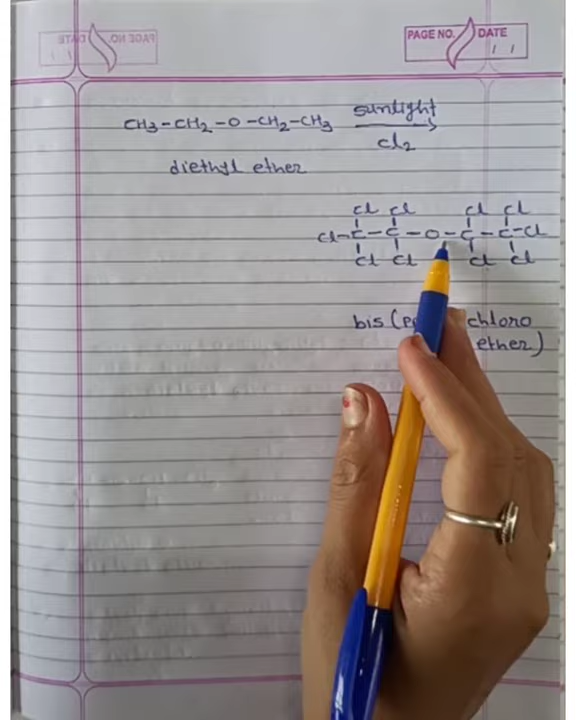 PAGE NO. DATE
/ /
CH3-CH2-O-CH2-CH3 sunlight
Cl2
diethyl ether
Cl Cl Cl Cl
Cl-C-C-O-C-C-Cl
Cl Cl Cl Cl
bis ( chloro
ether)